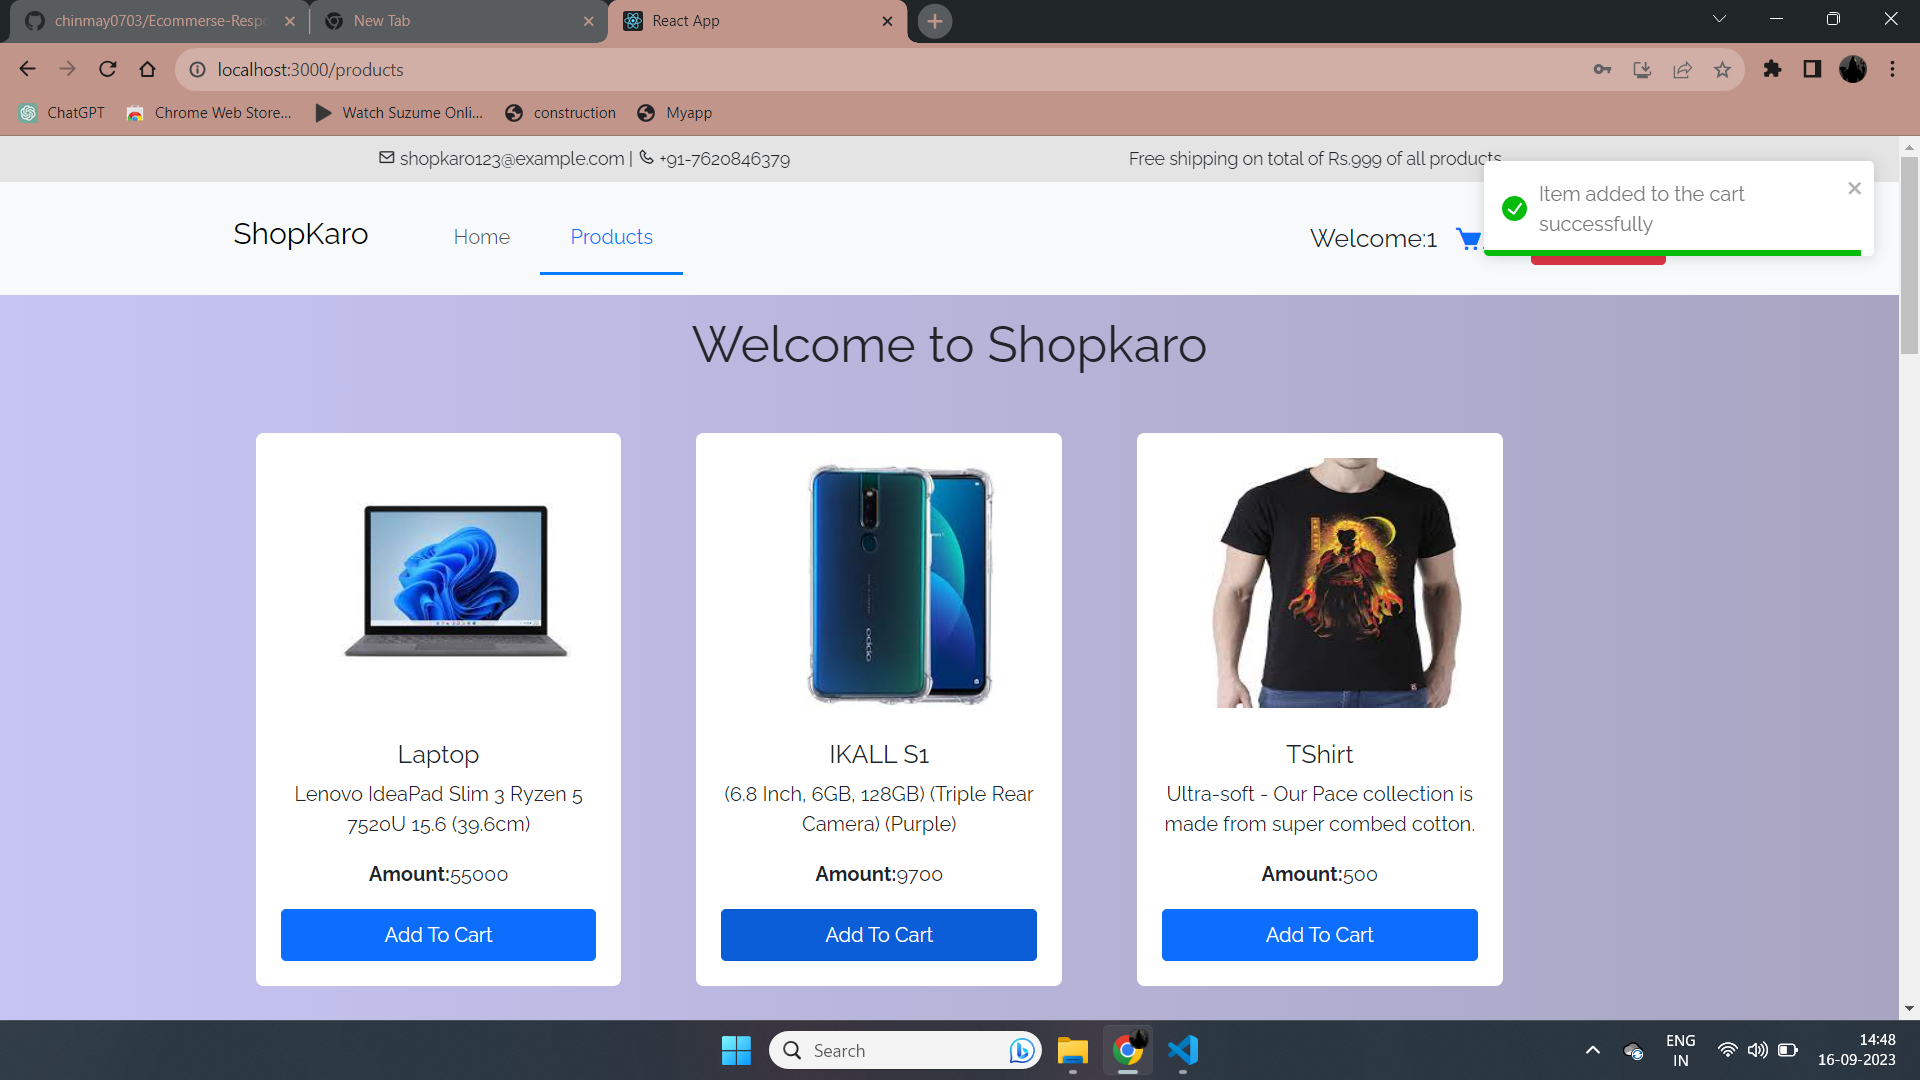 chinmay0703/Ecommerse-Resp
New Tab
React App
localhost:3000/products
ChatGPT
Chrome Web Store...
Watch Suzume Onli...
construction
Myapp
shopkaro123@example.com | +91-7620846379
Free shipping on total of Rs.999 of all products
Item added to the cart
successfully
ShopKaro
Home
Products
Welcome:1
Welcome to Shopkaro
oppo
Laptop
Lenovo IdeaPad Slim 3 Ryzen 5
7520U 15.6 (39.6cm)
Amount:55000
Add To Cart
IKALL S1
(6.8 Inch, 6GB, 128GB) (Triple Rear
Camera) (Purple)
Amount:9700
Add To Cart
TShirt
Ultra-soft - Our Pace collection is
made from super combed cotton.
Amount:500
Add To Cart
Search
ENG
IN
14:48
16-09-2023